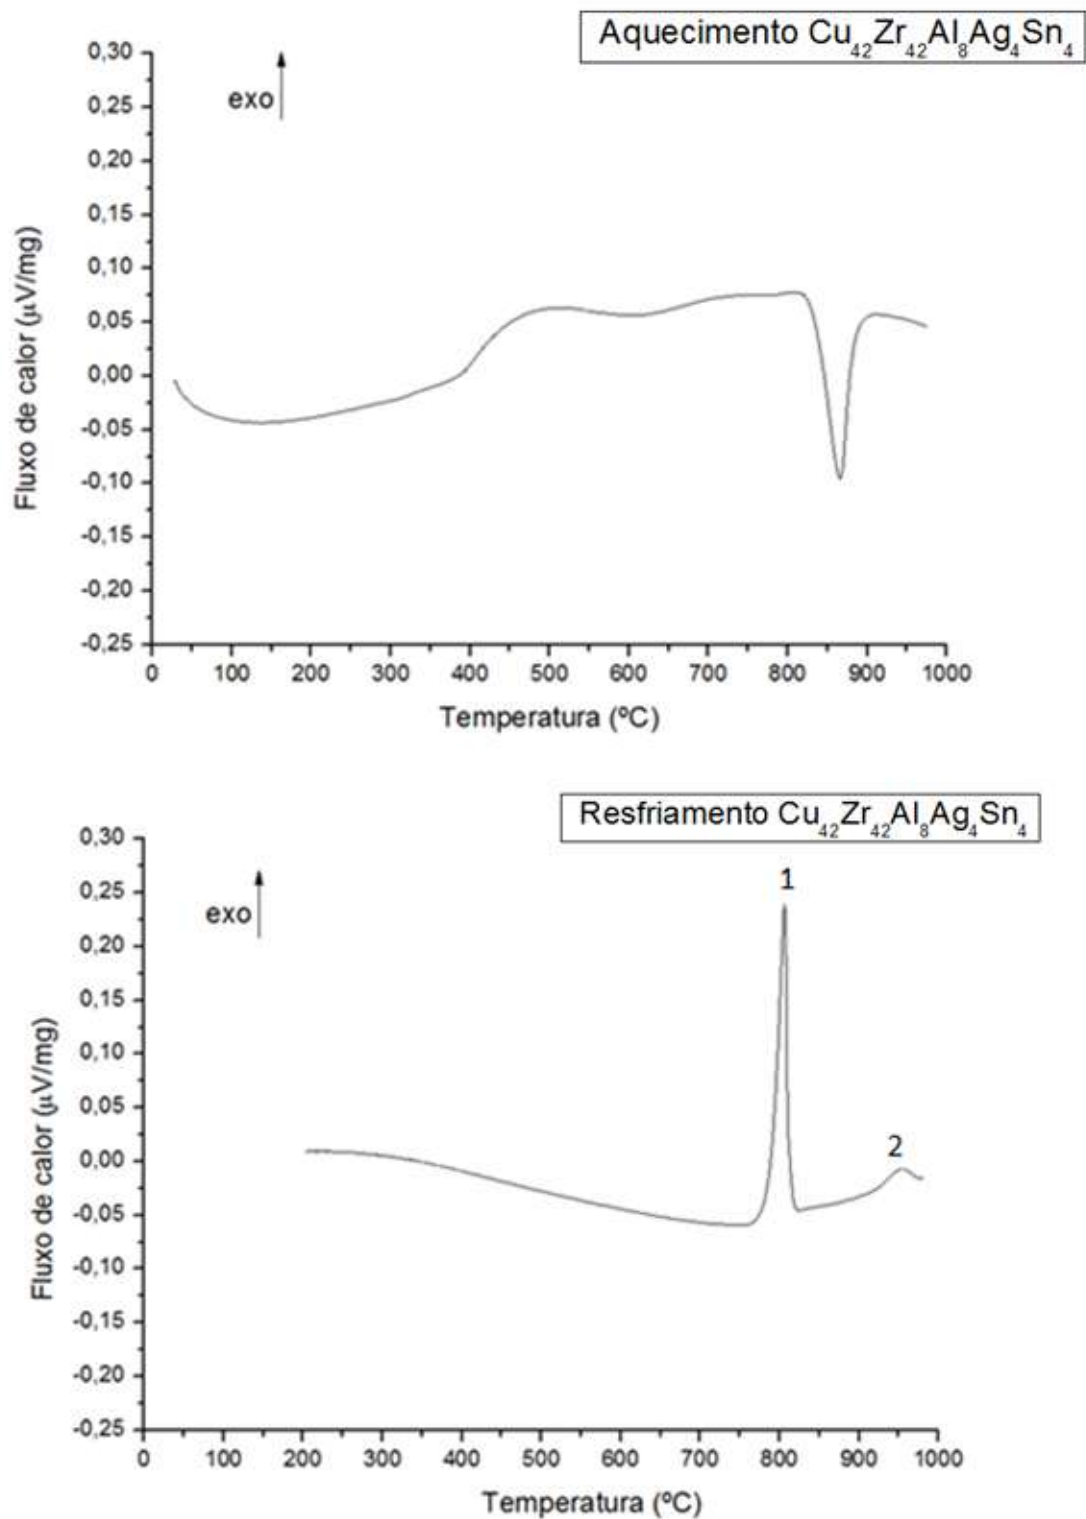 Aquecimento Cu₄₂Zr₄₂Al₈Ag₄Sn₄
exo
0,30
0,25
0,20
0,15
0,10
0,05
0,00
-0,05
-0,10
-0,15
-0,20
-0,25
Fluxo de calor (μV/mg)
0 100 200 300 400 500 600 700 800 900 1000
Temperatura (ºC)
Resfriamento Cu₄₂Zr₄₂Al₈Ag₄Sn₄
exo
1
2
0,30
0,25
0,20
0,15
0,10
0,05
0,00
-0,05
-0,10
-0,15
-0,20
-0,25
Fluxo de calor (μV/mg)
0 100 200 300 400 500 600 700 800 900 1000
Temperatura (ºC)